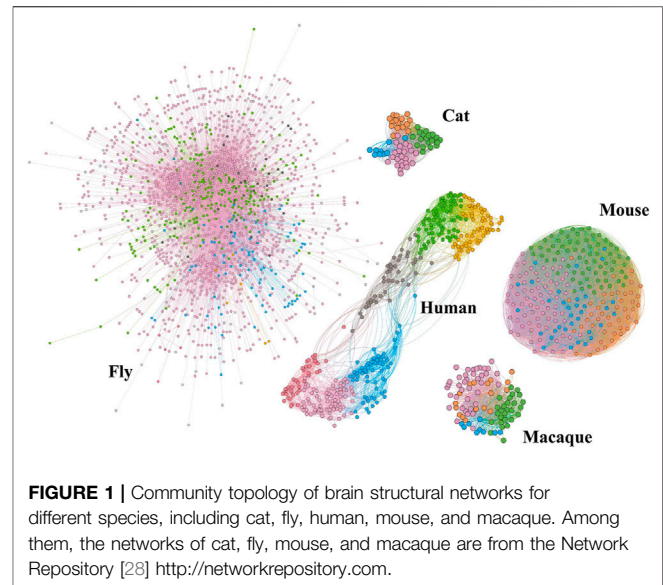 Cat
Mouse
Human
Fly
Macaque
FIGURE 1 | Community topology of brain structural networks for
different species, including cat, fly, human, mouse, and macaque. Among
them, the networks of cat, fly, mouse, and macaque are from the Network
Repository [28] http://networkrepository.com.